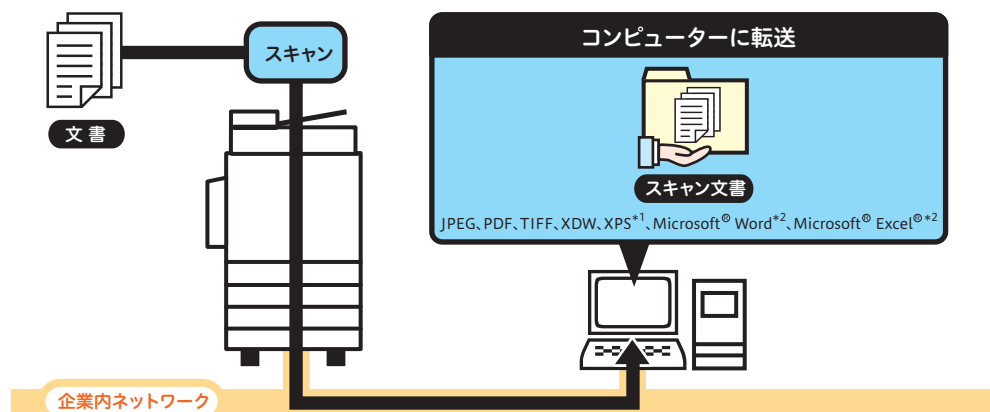 文書
スキャン
コンピューターに転送
スキャン文書
JPEG、PDF、TIFF、XDW、XPS*1、Microsoft® Word*2、Microsoft® Excel®*2
企業内ネットワーク